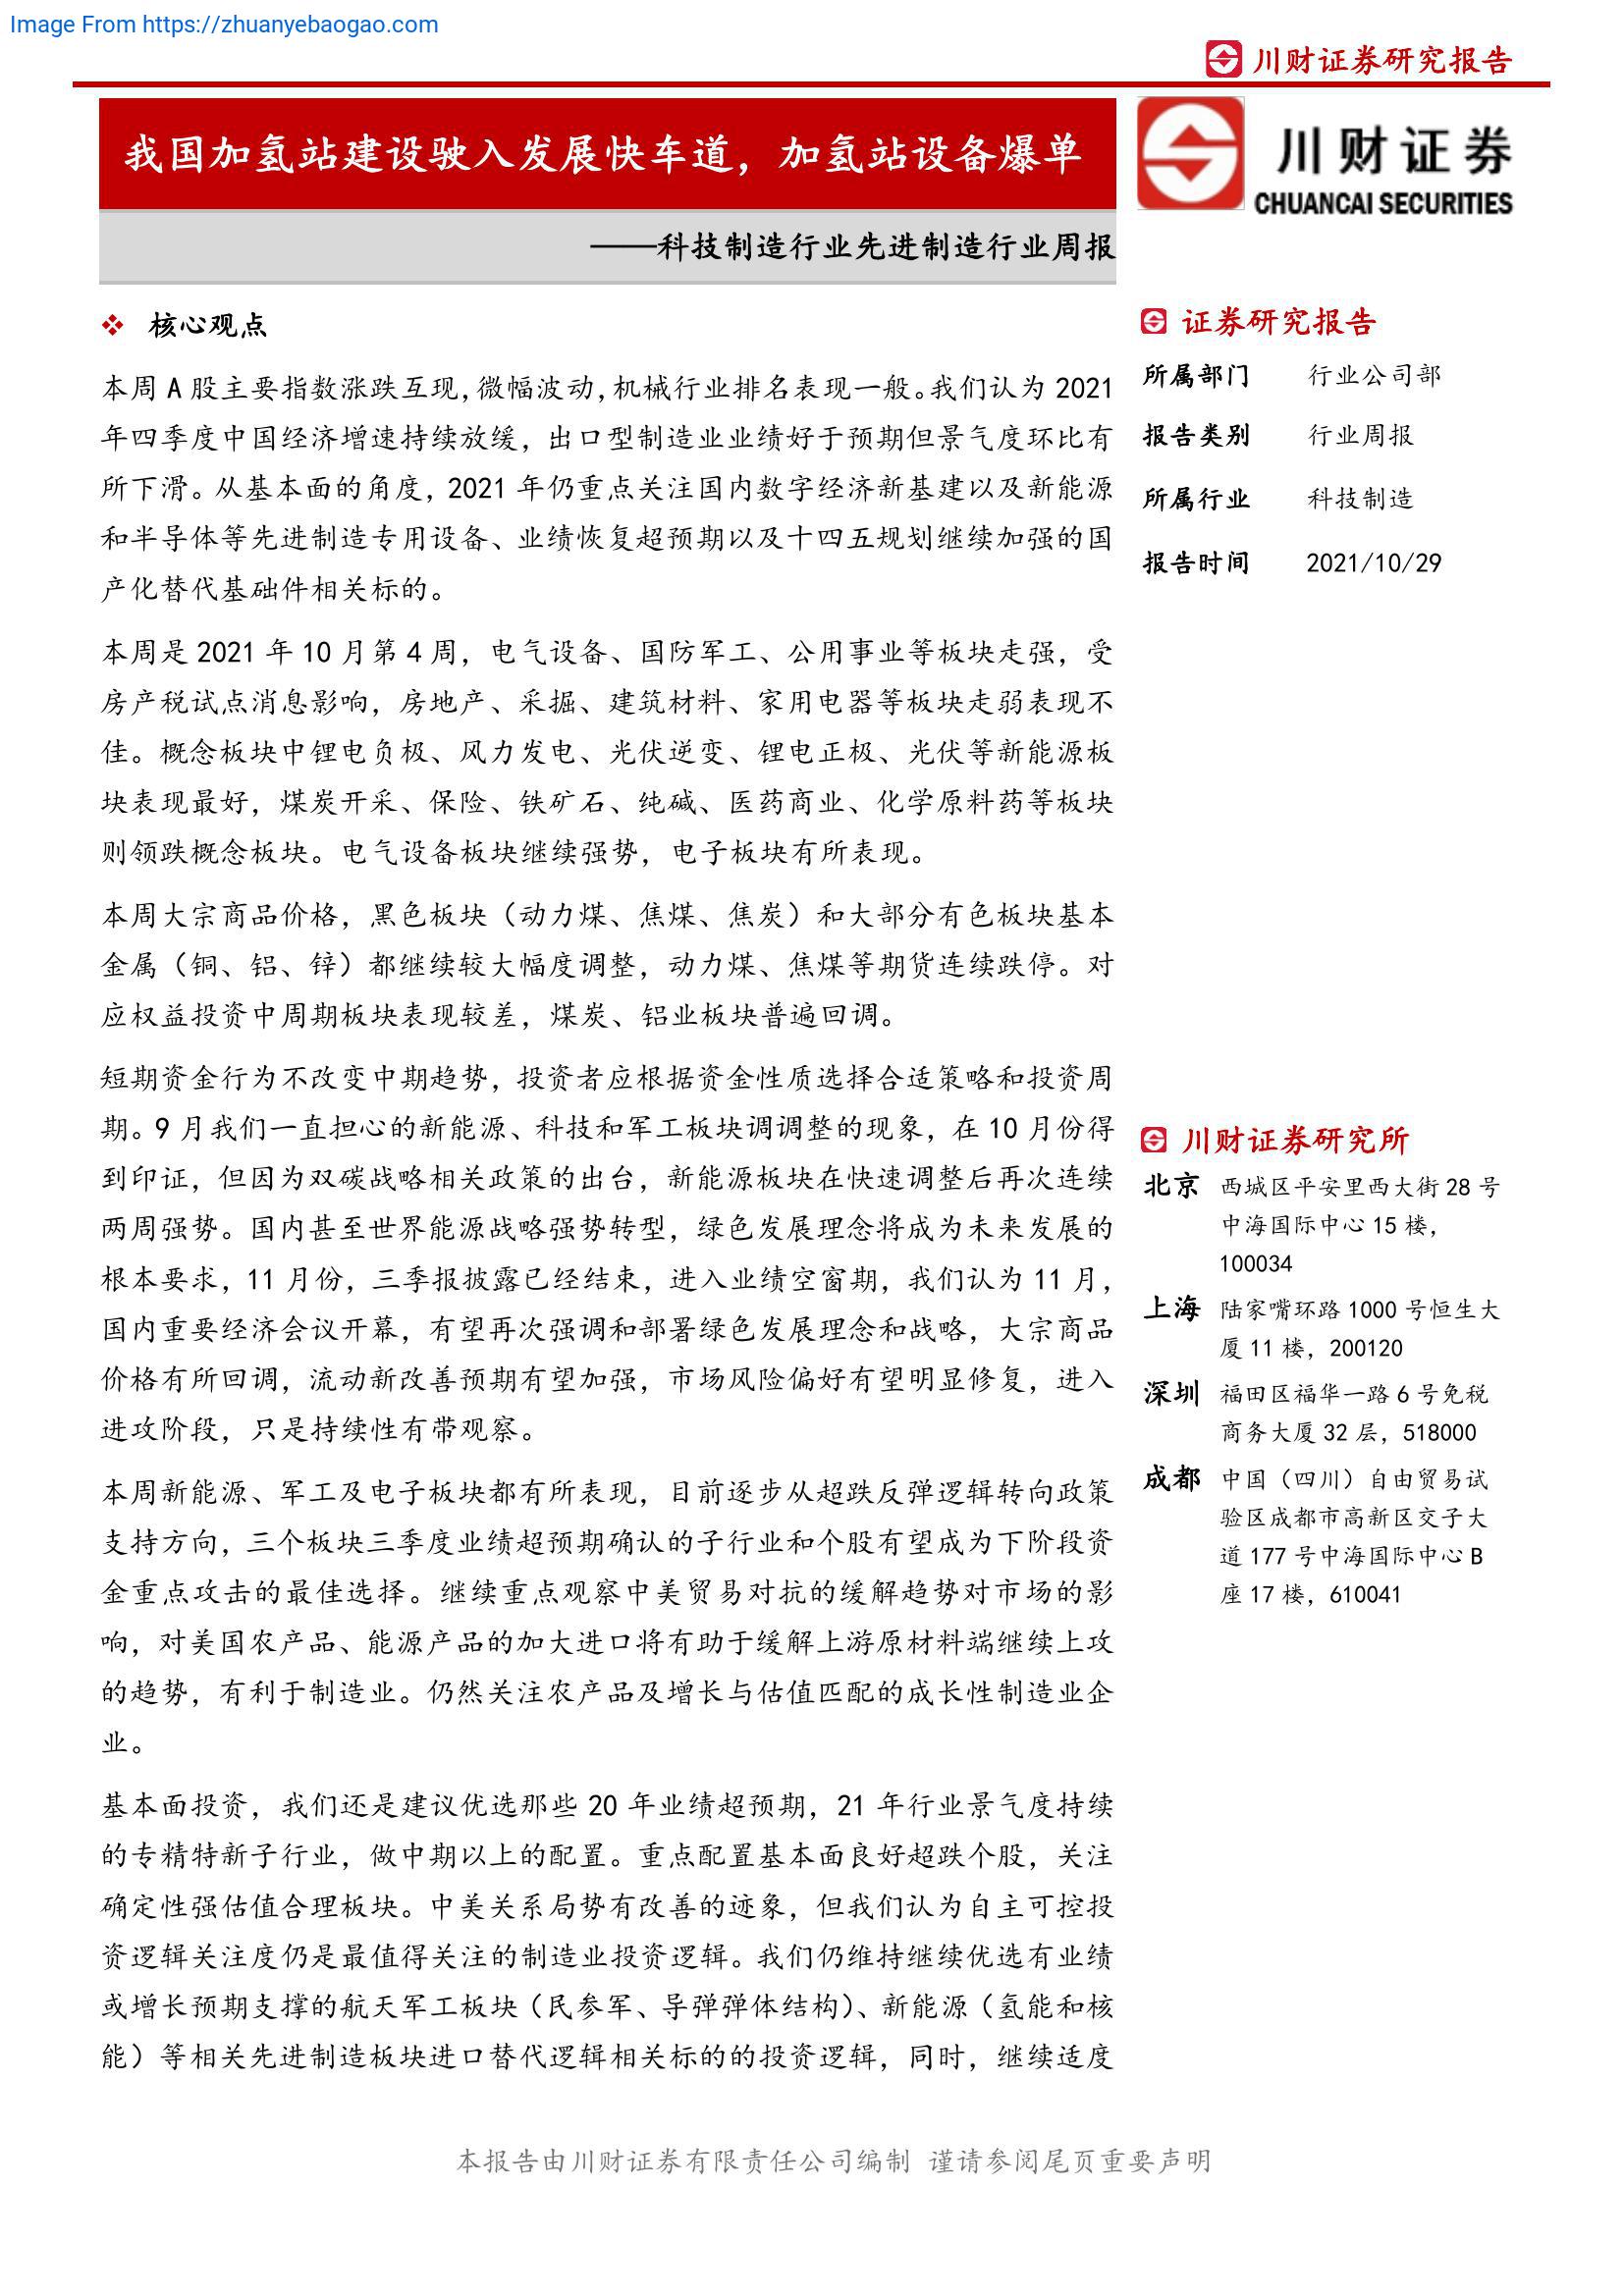 Image From https://zhuanyebaogao.com
川财证券研究报告
我国加氢站建设驶入发展快车道，加氢站设备爆单
——科技制造行业先进制造行业周报
川财证券
CHUANCAI SECURITIES
❖ 核心观点
本周 A 股主要指数涨跌互现，微幅波动，机械行业排名表现一般。我们认为 2021
年四季度中国经济增速持续放缓，出口型制造业业绩好于预期但景气度环比有
所下滑。从基本面的角度，2021 年仍重点关注国内数字经济新基建以及新能源
和半导体等先进制造专用设备、业绩恢复超预期以及十四五规划继续加强的国
产化替代基础件相关标的。
本周是 2021 年 10 月第 4 周，电气设备、国防军工、公用事业等板块走强，受
房产税试点消息影响，房地产、采掘、建筑材料、家用电器等板块走弱表现不
佳。概念板块中锂电负极、风力发电、光伏逆变、锂电正极、光伏等新能源板
块表现最好，煤炭开采、保险、铁矿石、纯碱、医药商业、化学原料药等板块
则领跌概念板块。电气设备板块继续强势，电子板块有所表现。
本周大宗商品价格，黑色板块（动力煤、焦煤、焦炭）和大部分有色板块基本
金属（铜、铝、锌）都继续较大幅度调整，动力煤、焦煤等期货连续跌停。对
应权益投资中周期板块表现较差，煤炭、铝业板块普遍回调。
短期资金行为不改变中期趋势，投资者应根据资金性质选择合适策略和投资周
期。9 月我们一直担心的新能源、科技和军工板块调调整的现象，在 10 月份得
到印证，但因为双碳战略相关政策的出台，新能源板块在快速调整后再次连续
两周强势。国内甚至世界能源战略强势转型，绿色发展理念将成为未来发展的
根本要求，11 月份，三季报披露已经结束，进入业绩空窗期，我们认为 11 月，
国内重要经济会议开幕，有望再次强调和部署绿色发展理念和战略，大宗商品
价格有所回调，流动新改善预期有望加强，市场风险偏好有望明显修复，进入
进攻阶段，只是持续性有带观察。
本周新能源、军工及电子板块都有所表现，目前逐步从超跌反弹逻辑转向政策
支持方向，三个板块三季度业绩超预期确认的子行业和个股有望成为下阶段资
金重点攻击的最佳选择。继续重点观察中美贸易对抗的缓解趋势对市场的影
响，对美国农产品、能源产品的加大进口将有助于缓解上游原材料端继续上攻
的趋势，有利于制造业。仍然关注农产品及增长与估值匹配的成长性制造业企
业。
基本面投资，我们还是建议优选那些 20 年业绩超预期，21 年行业景气度持续
的专精特新子行业，做中期以上的配置。重点配置基本面良好超跌个股，关注
确定性强估值合理板块。中美关系局势有改善的迹象，但我们认为自主可控投
资逻辑关注度仍是最值得关注的制造业投资逻辑。我们仍维持继续优选有业绩
或增长预期支撑的航天军工板块（民参军、导弹弹体结构）、新能源（氢能和核
能）等相关先进制造板块进口替代逻辑相关标的的投资逻辑，同时，继续适度
证券研究报告
所属部门 行业公司部
报告类别 行业周报
所属行业 科技制造
报告时间 2021/10/29
川财证券研究所
北京 西城区平安里西大街 28 号
中海国际中心 15 楼，
100034
上海 陆家嘴环路 1000 号恒生大
厦 11 楼，200120
深圳 福田区福华一路 6 号免税
商务大厦 32 层，518000
成都 中国（四川）自由贸易试
验区成都市高新区交子大
道 177 号中海国际中心 B
座 17 楼，610041
本报告由川财证券有限责任公司编制 谨请参阅尾页重要声明